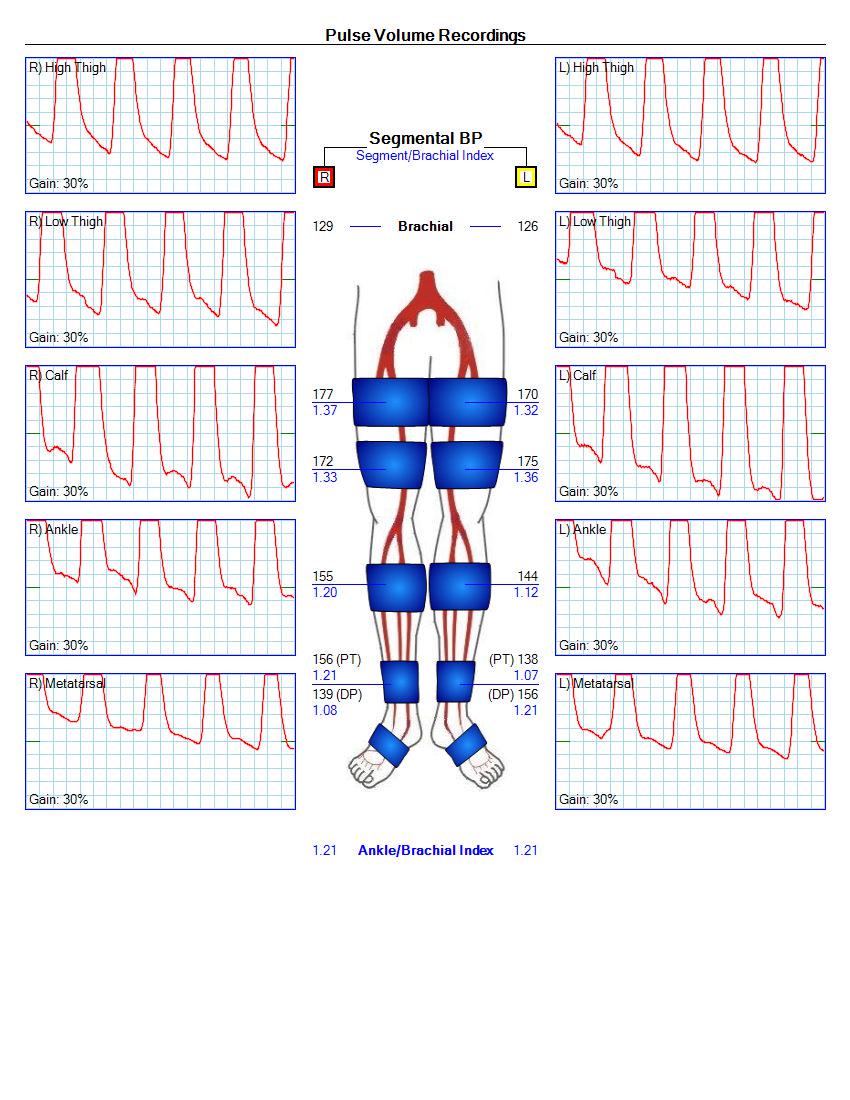 Pulse Volume Recordings
R) High Thigh
Gain: 30%
L) High Thigh
Gain: 30%
Segmental BP
Segment/Brachial Index
R
L
129
Brachial
126
R) Low Thigh
Gain: 30%
L) Low Thigh
Gain: 30%
R) Calf
Gain: 30%
L) Calf
Gain: 30%
177
1.37
170
1.32
172
1.33
175
1.36
R) Ankle
Gain: 30%
L) Ankle
Gain: 30%
155
1.20
144
1.12
156 (PT)
1.21
139 (DP)
1.08
(PT) 138
1.07
(DP) 156
1.21
R) Metatarsal
Gain: 30%
L) Metatarsal
Gain: 30%
1.21 Ankle/Brachial Index 1.21